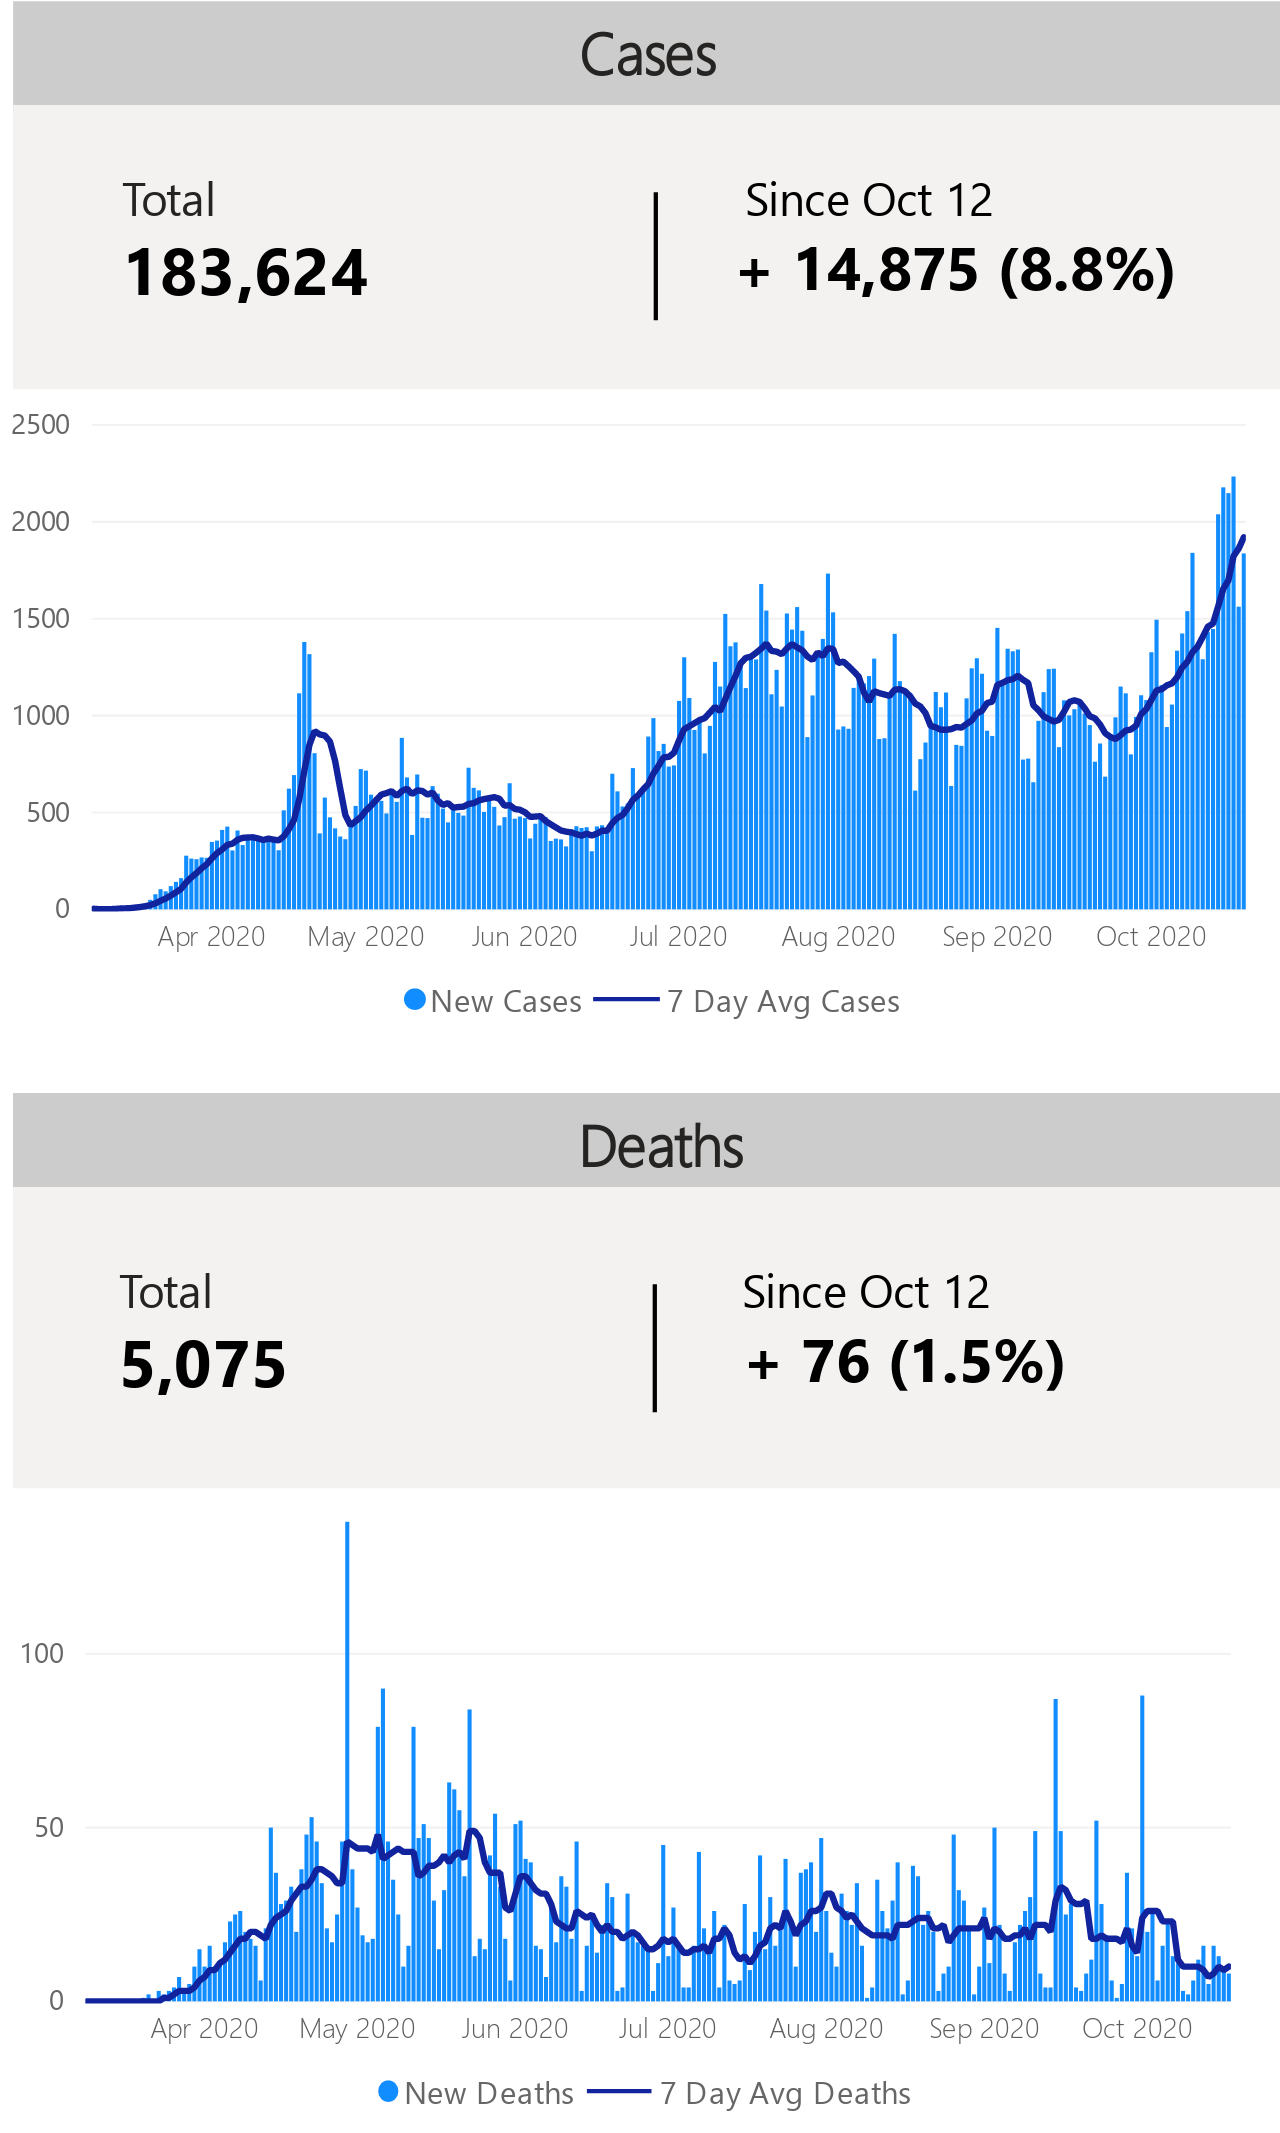 Cases
Total
Since Oct 12
183,624
+ 14,875 (8.8%)
2500
2000
1500
1000
500
0
Apr 2020 May 2020 Jun 2020 Jul 2020 Aug 2020 Sep 2020 Oct 2020
New Cases 7 Day Avg Cases
Deaths
Total
Since Oct 12
5,075
+ 76 (1.5%)
100
50
0
Apr 2020 May 2020 Jun 2020 Jul 2020 Aug 2020 Sep 2020 Oct 2020
New Deaths 7 Day Avg Deaths